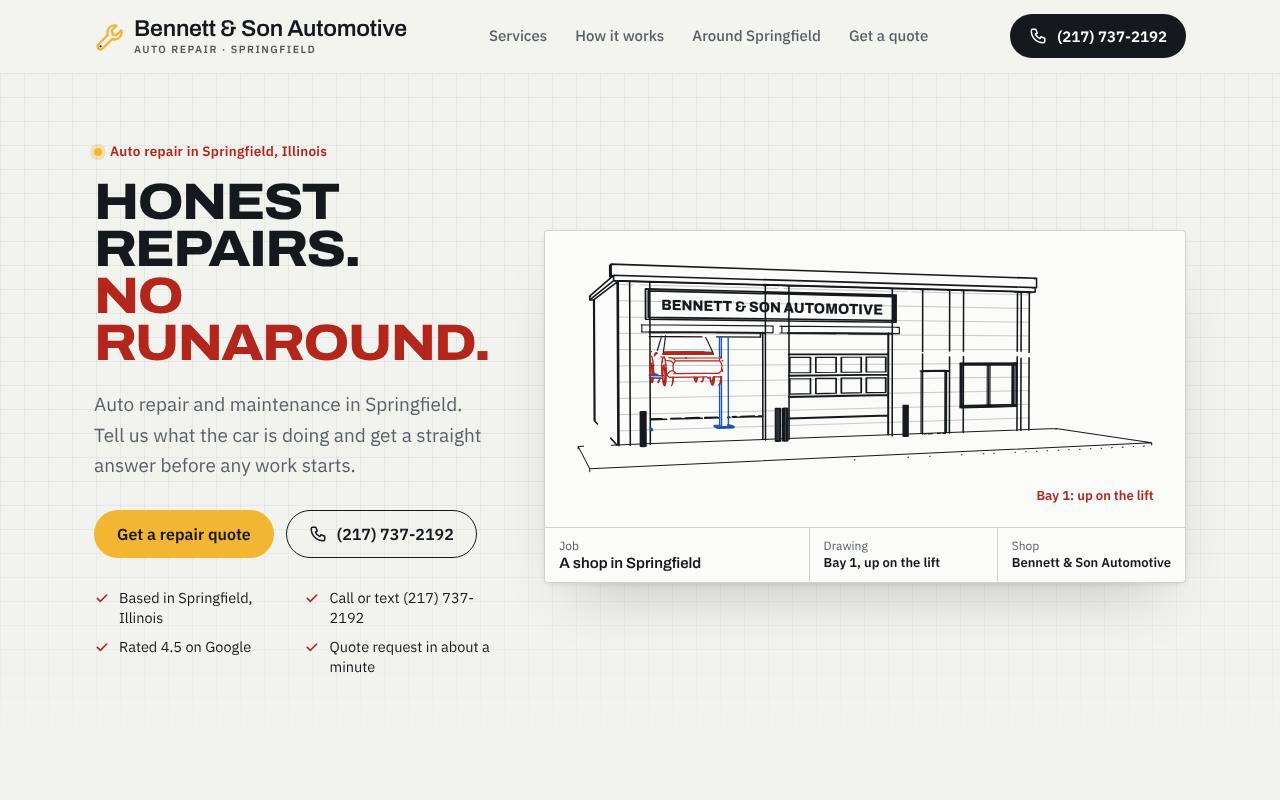 Bennett & Son Automotive
AUTO REPAIR · SPRINGFIELD
Services
How it works
Around Springfield
Get a quote
(217) 737-2192
Auto repair in Springfield, Illinois
HONEST
REPAIRS.
NO
RUNAROUND.
Auto repair and maintenance in Springfield.
Tell us what the car is doing and get a straight
answer before any work starts.
Get a repair quote
(217) 737-2192
Based in Springfield,
Illinois
Call or text (217) 737-
2192
Rated 4.5 on Google
Quote request in about a
minute
BENNETT & SON AUTOMOTIVE
Bay 1: up on the lift
Job
A shop in Springfield
Drawing
Bay 1, up on the lift
Shop
Bennett & Son Automotive